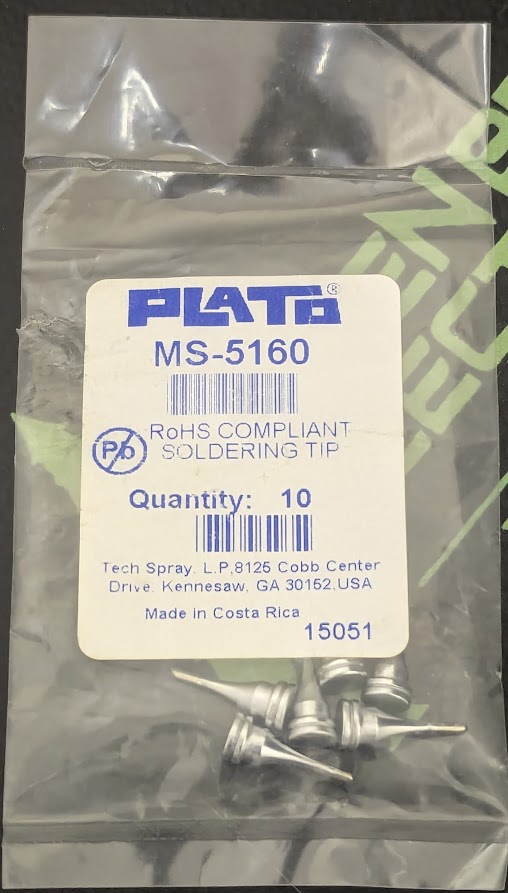 PLATO®
MS-5160
Pb
RoHS COMPLIANT
SOLDERING TIP
Quantity: 10
Tech Spray, L.P,8125 Cobb Center
Drive. Kennesaw, GA 30152,USA
Made in Costa Rica
15051